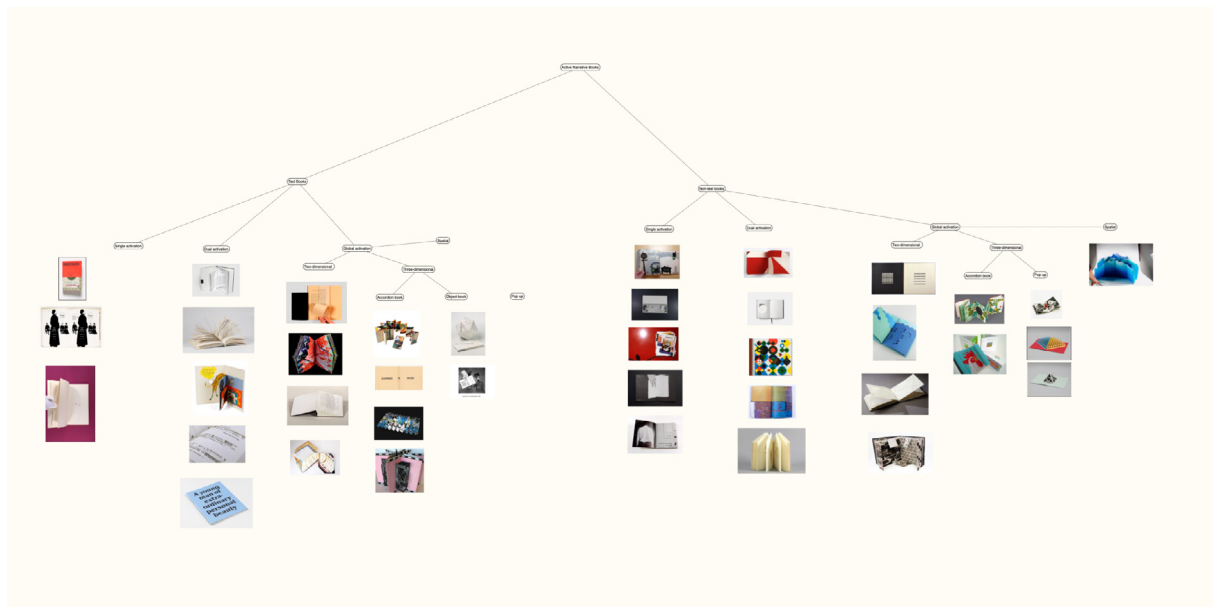 Active Narrative Books
Text Books
Non-text books
Single activation
Dual activation
Global activation
Spatial
Single activation
Dual activation
Global activation
Spatial
Two-dimensional
Three-dimensional
Two-dimensional
Three-dimensional
Accordion book
Object book
Pop up
Accordion book
Pop up
A young
man of
extra-
ordinary
personal
beauty